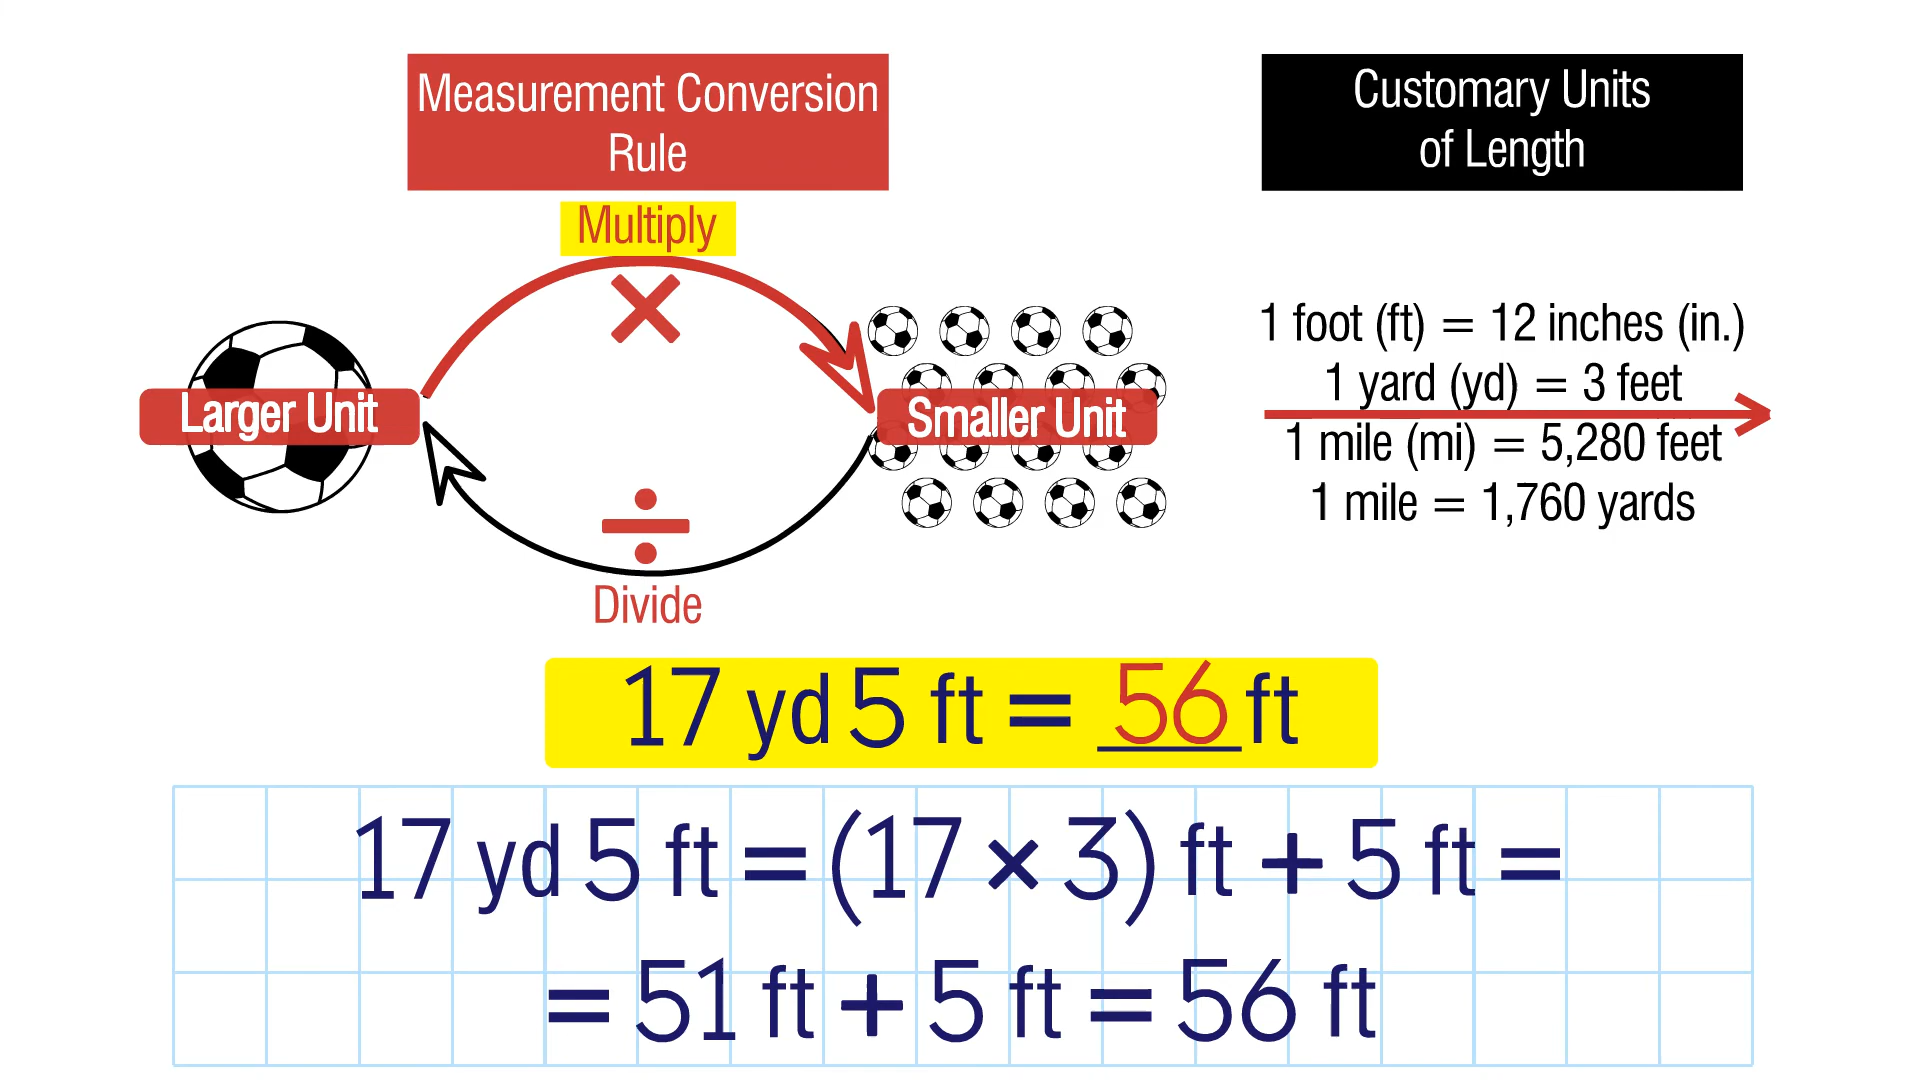 Measurement Conversion
Rule
Customary Units
of Length
Multiply
×
Larger Unit
Smaller Unit
÷
Divide
1 foot (ft) = 12 inches (in.)
1 yard (yd) = 3 feet
1 mile (mi) = 5,280 feet
1 mile = 1,760 yards
17 yd 5 ft = 56 ft
17 yd 5 ft = (17 × 3) ft + 5 ft =
= 51 ft + 5 ft = 56 ft